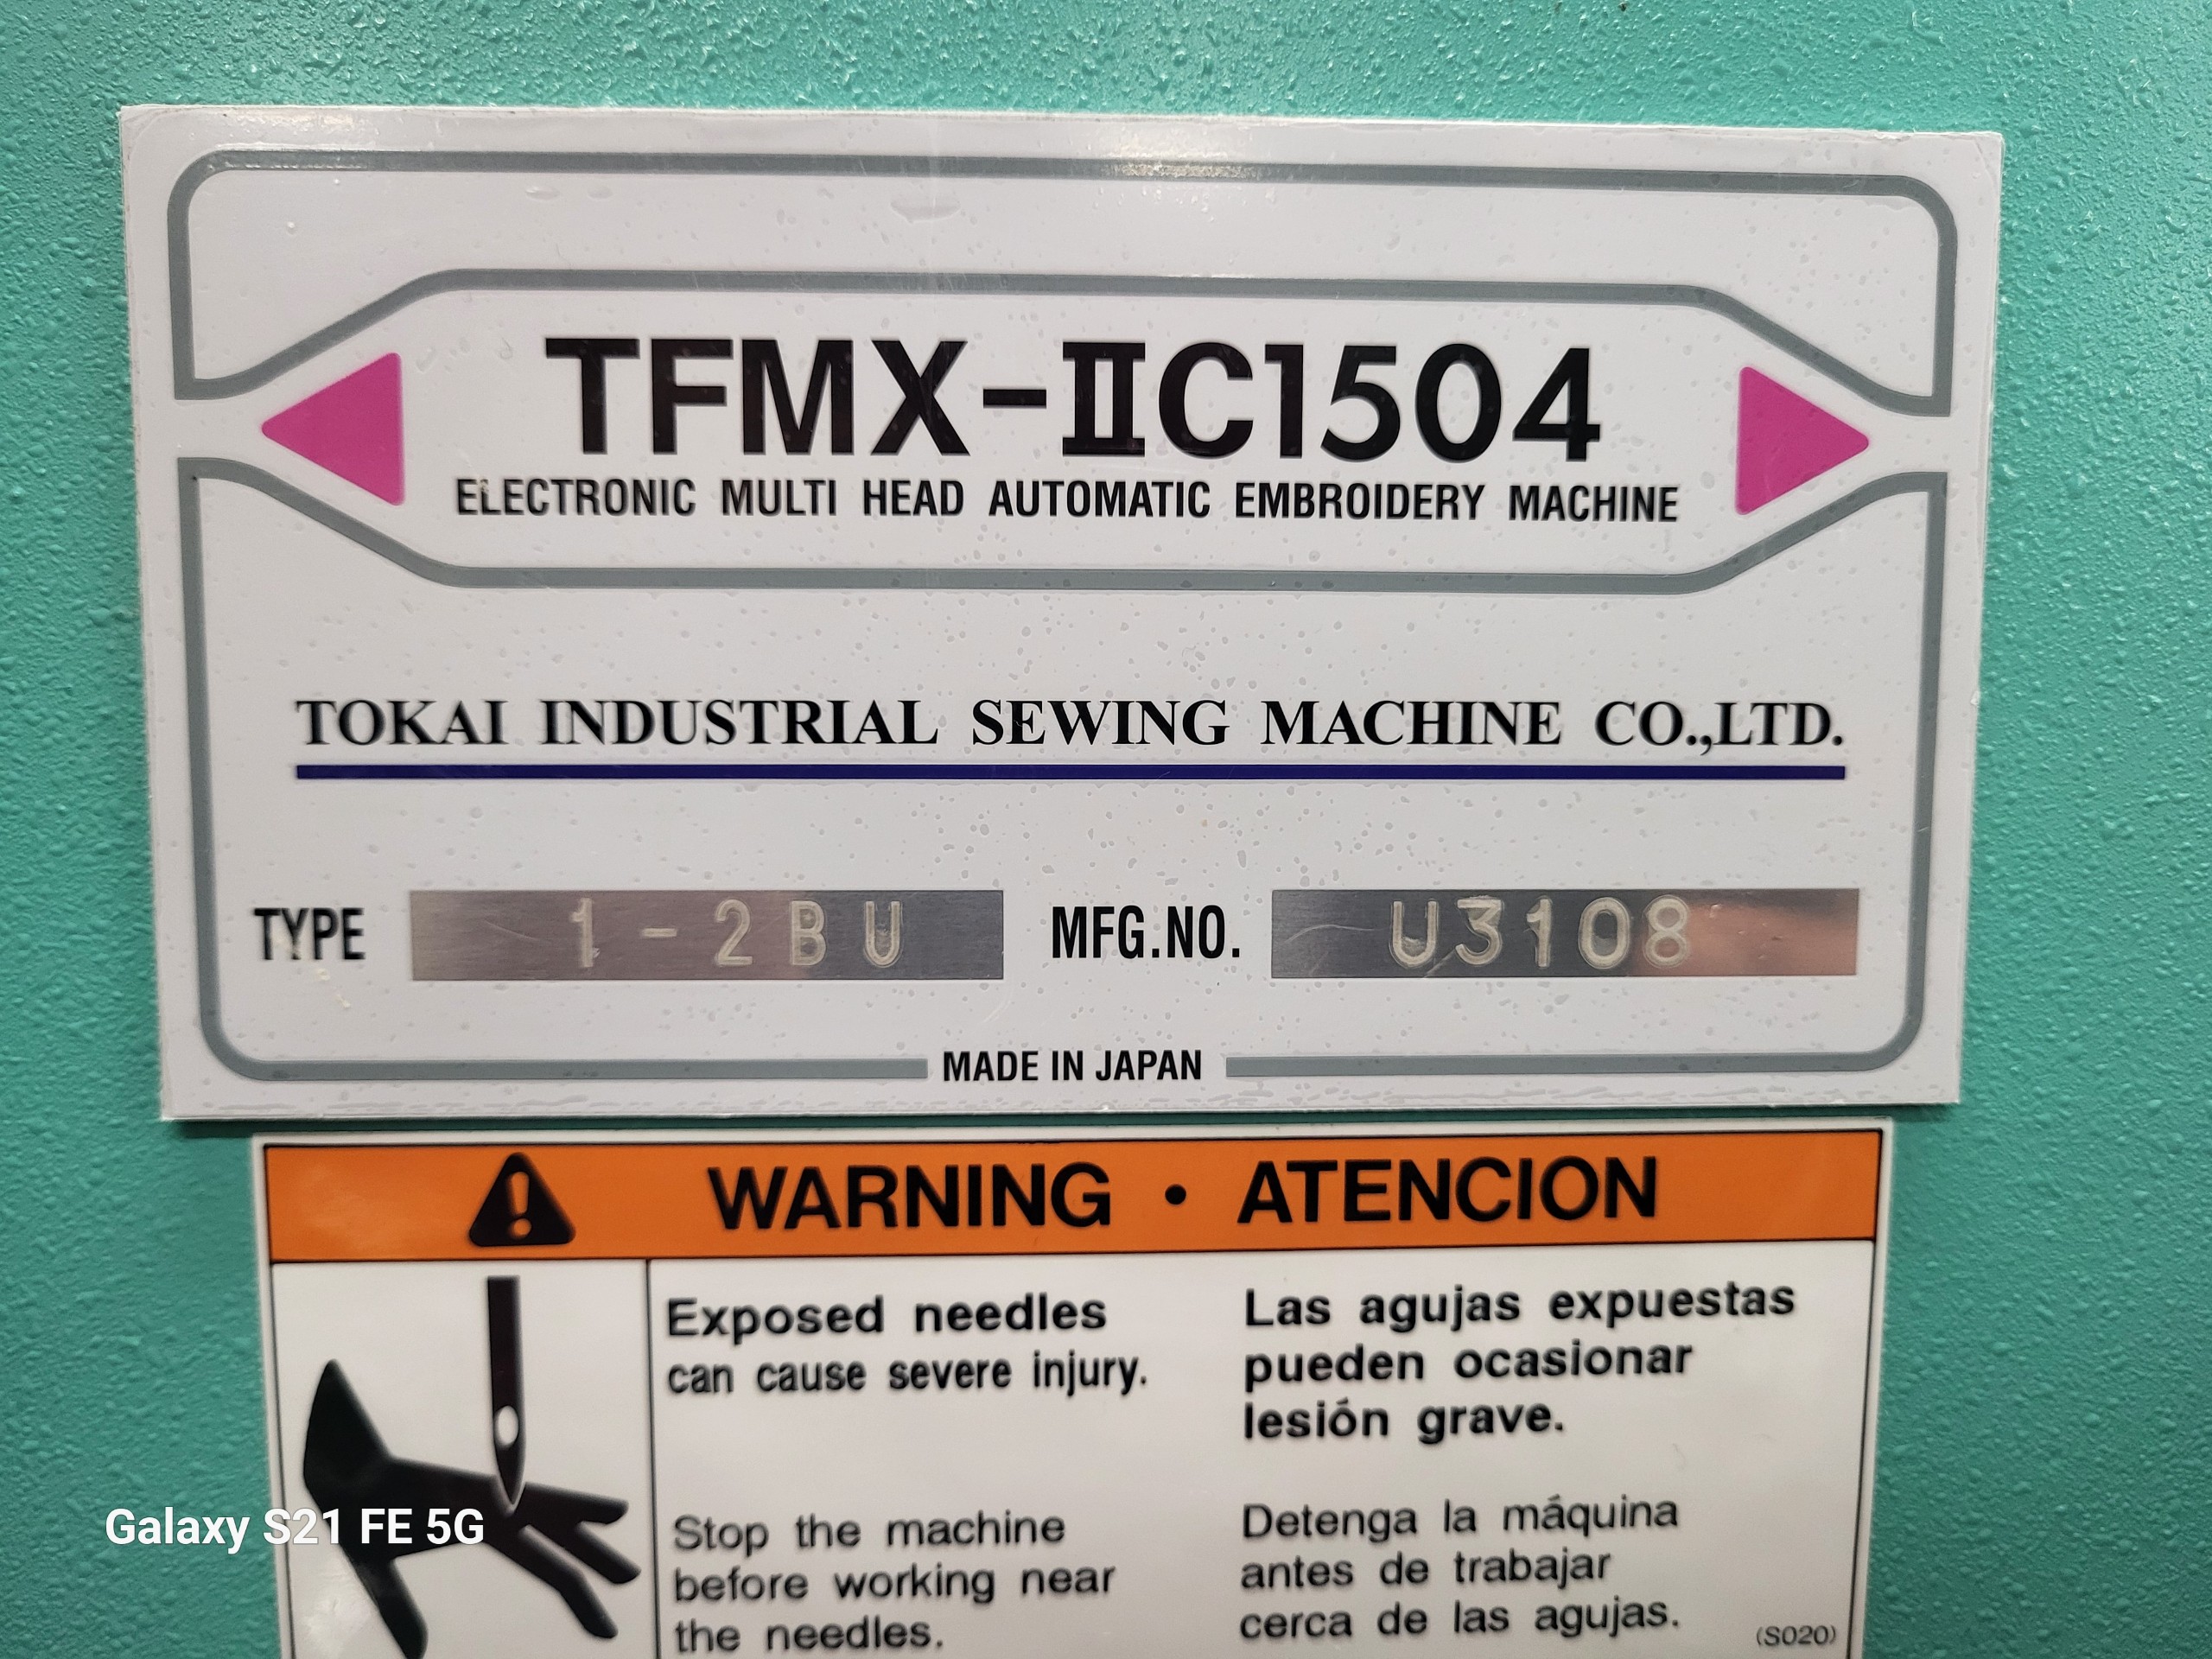 TFMX-IIC1504
ELECTRONIC MULTI HEAD AUTOMATIC EMBROIDERY MACHINE
TOKAI INDUSTRIAL SEWING MACHINE CO.,LTD.
TYPE 1-2BU MFG.NO. U3108
MADE IN JAPAN
WARNING • ATENCION
Exposed needles
can cause severe injury.
Stop the machine
before working near
the needles.
Las agujas expuestas
pueden ocasionar
lesión grave.
Detenga la máquina
antes de trabajar
cerca de las agujas.
(S020)
Galaxy S21 FE 5G